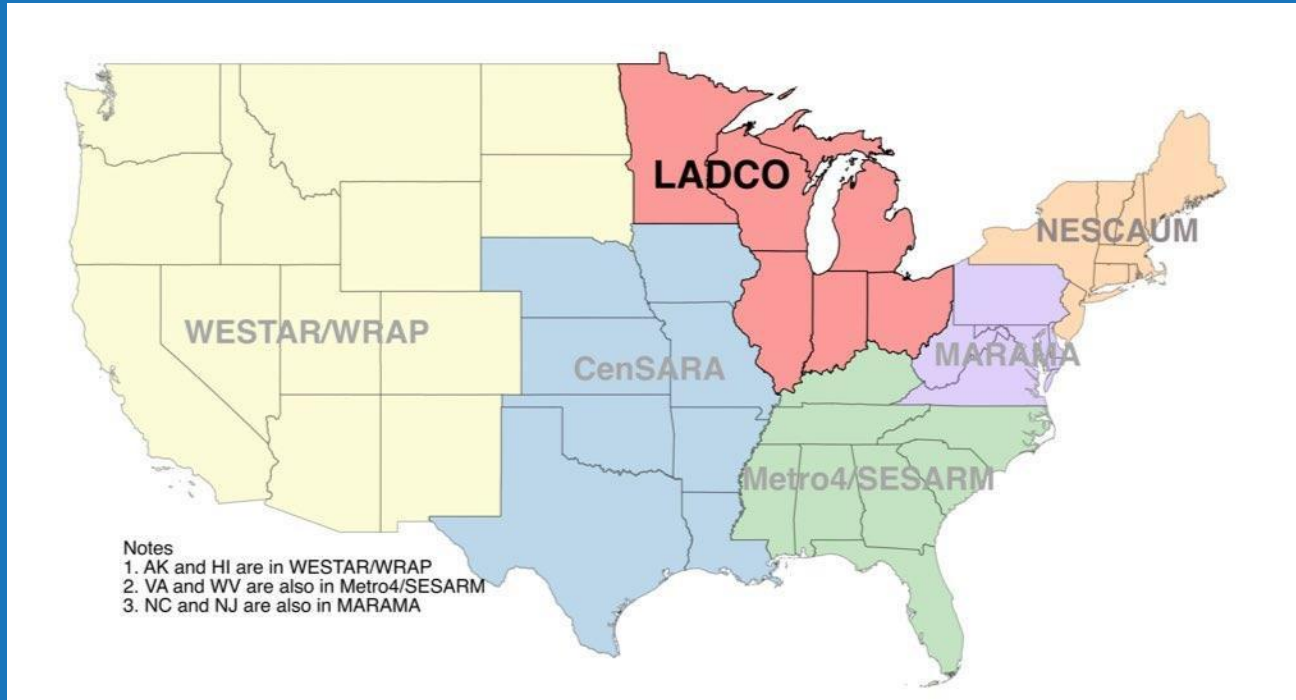 LADCO
NESCAUM
WESTAR/WRAP
CenSARA
MARAMA
Metro4/SESARM
Notes
1. AK and HI are in WESTAR/WRAP
2. VA and WV are also in Metro4/SESARM
3. NC and NJ are also in MARAMA